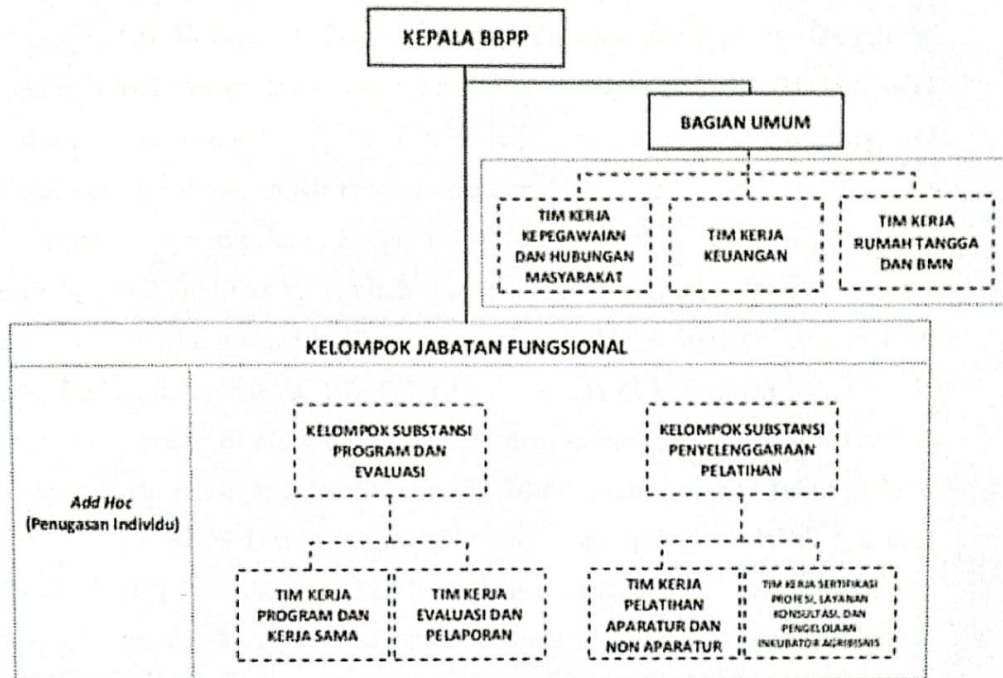 KEPALA BBPP
BAGIAN UMUM
TIM KERJA
KEPEGAWAIAN
DAN HUBUNGAN
MASYARAKAT
TIM KERJA
KEUANGAN
TIM KERJA
RUMAH TANGGA
DAN BMN
KELOMPOK JABATAN FUNGSIONAL
Add Hoc
(Penugasan Individu)
KELOMPOK SUBSTANSI
PROGRAM DAN
EVALUASI
KELOMPOK SUBSTANSI
PENYELENGGARAAN
PELATIHAN
TIM KERJA
PROGRAM DAN
KERJA SAMA
TIM KERJA
EVALUASI DAN
PELAPORAN
TIM KERJA
PELATIHAN
APARATUR DAN
NON APARATUR
TIM KERJA SERTIFIKASI
PROFESI, LAYANAN
KONSULTASI, DAN
PENGELOLAAN
INKUBATOR AGRIBISNIS